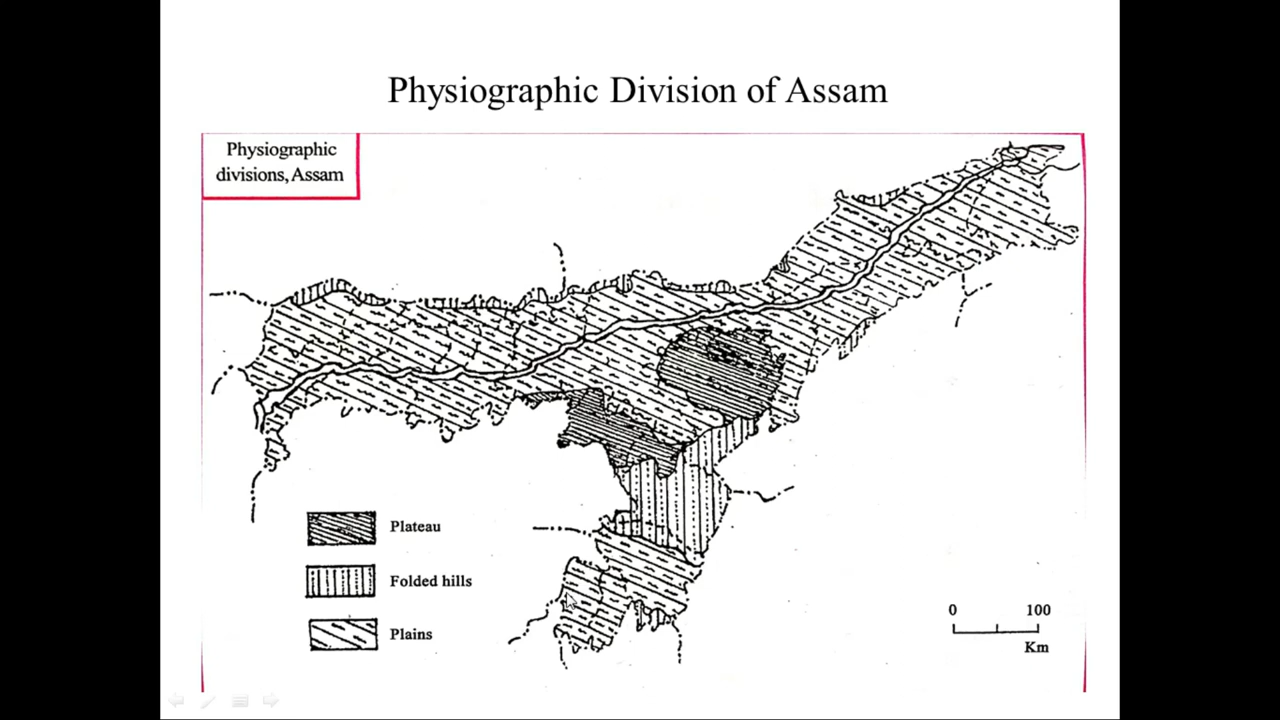 Physiographic Division of Assam
Physiographic
divisions, Assam
Plateau
Folded hills
Plains
0 100
Km